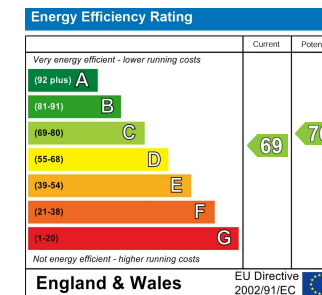 Energy Efficiency Rating
Current
Very energy efficient - lower running costs
(92 plus) A
(81-91) B
(69-80) C
(55-68) D
(39-54) E
(21-38) F
(1-20) G
69
Not energy efficient - higher running costs
England & Wales
EU Directive
2002/91/EC